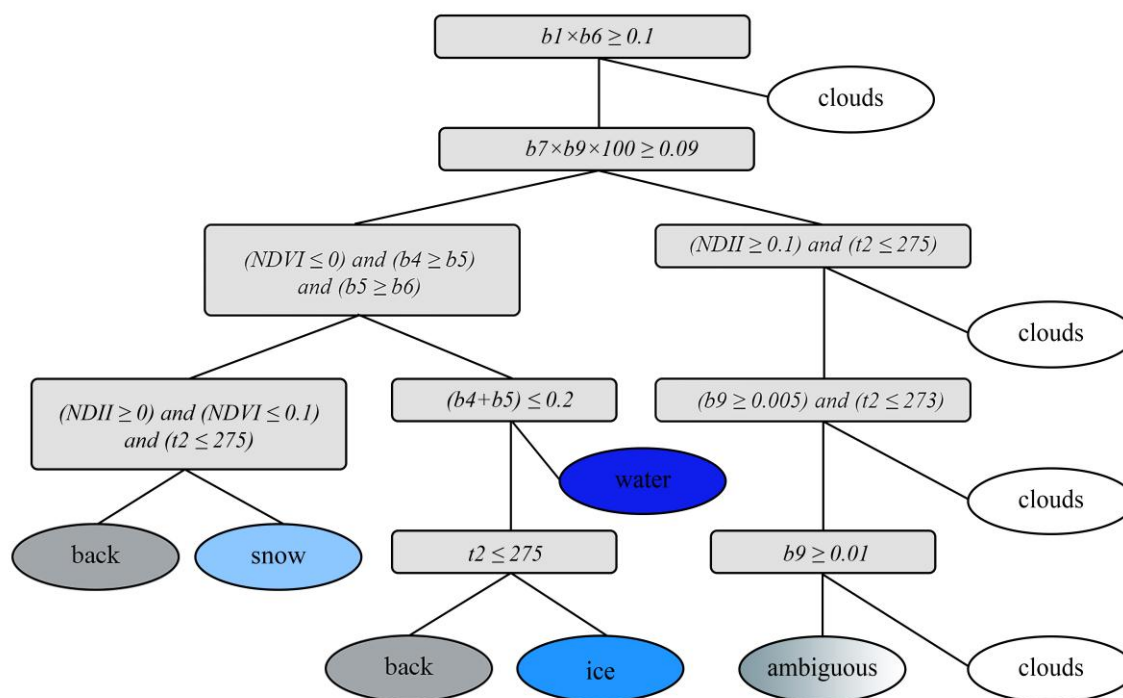 b1×b6 ≥ 0.1
clouds
b7×b9×100 ≥ 0.09
(NDVI ≤ 0) and (b4 ≥ b5)
and (b5 ≥ b6)
(NDII ≥ 0.1) and (t2 ≤ 275)
clouds
(NDII ≥ 0) and (NDVI ≤ 0.1)
and (t2 ≤ 275)
(b4+b5) ≤ 0.2
(b9 ≥ 0.005) and (t2 ≤ 273)
water
clouds
back
snow
t2 ≤ 275
b9 ≥ 0.01
back
ice
ambiguous
clouds